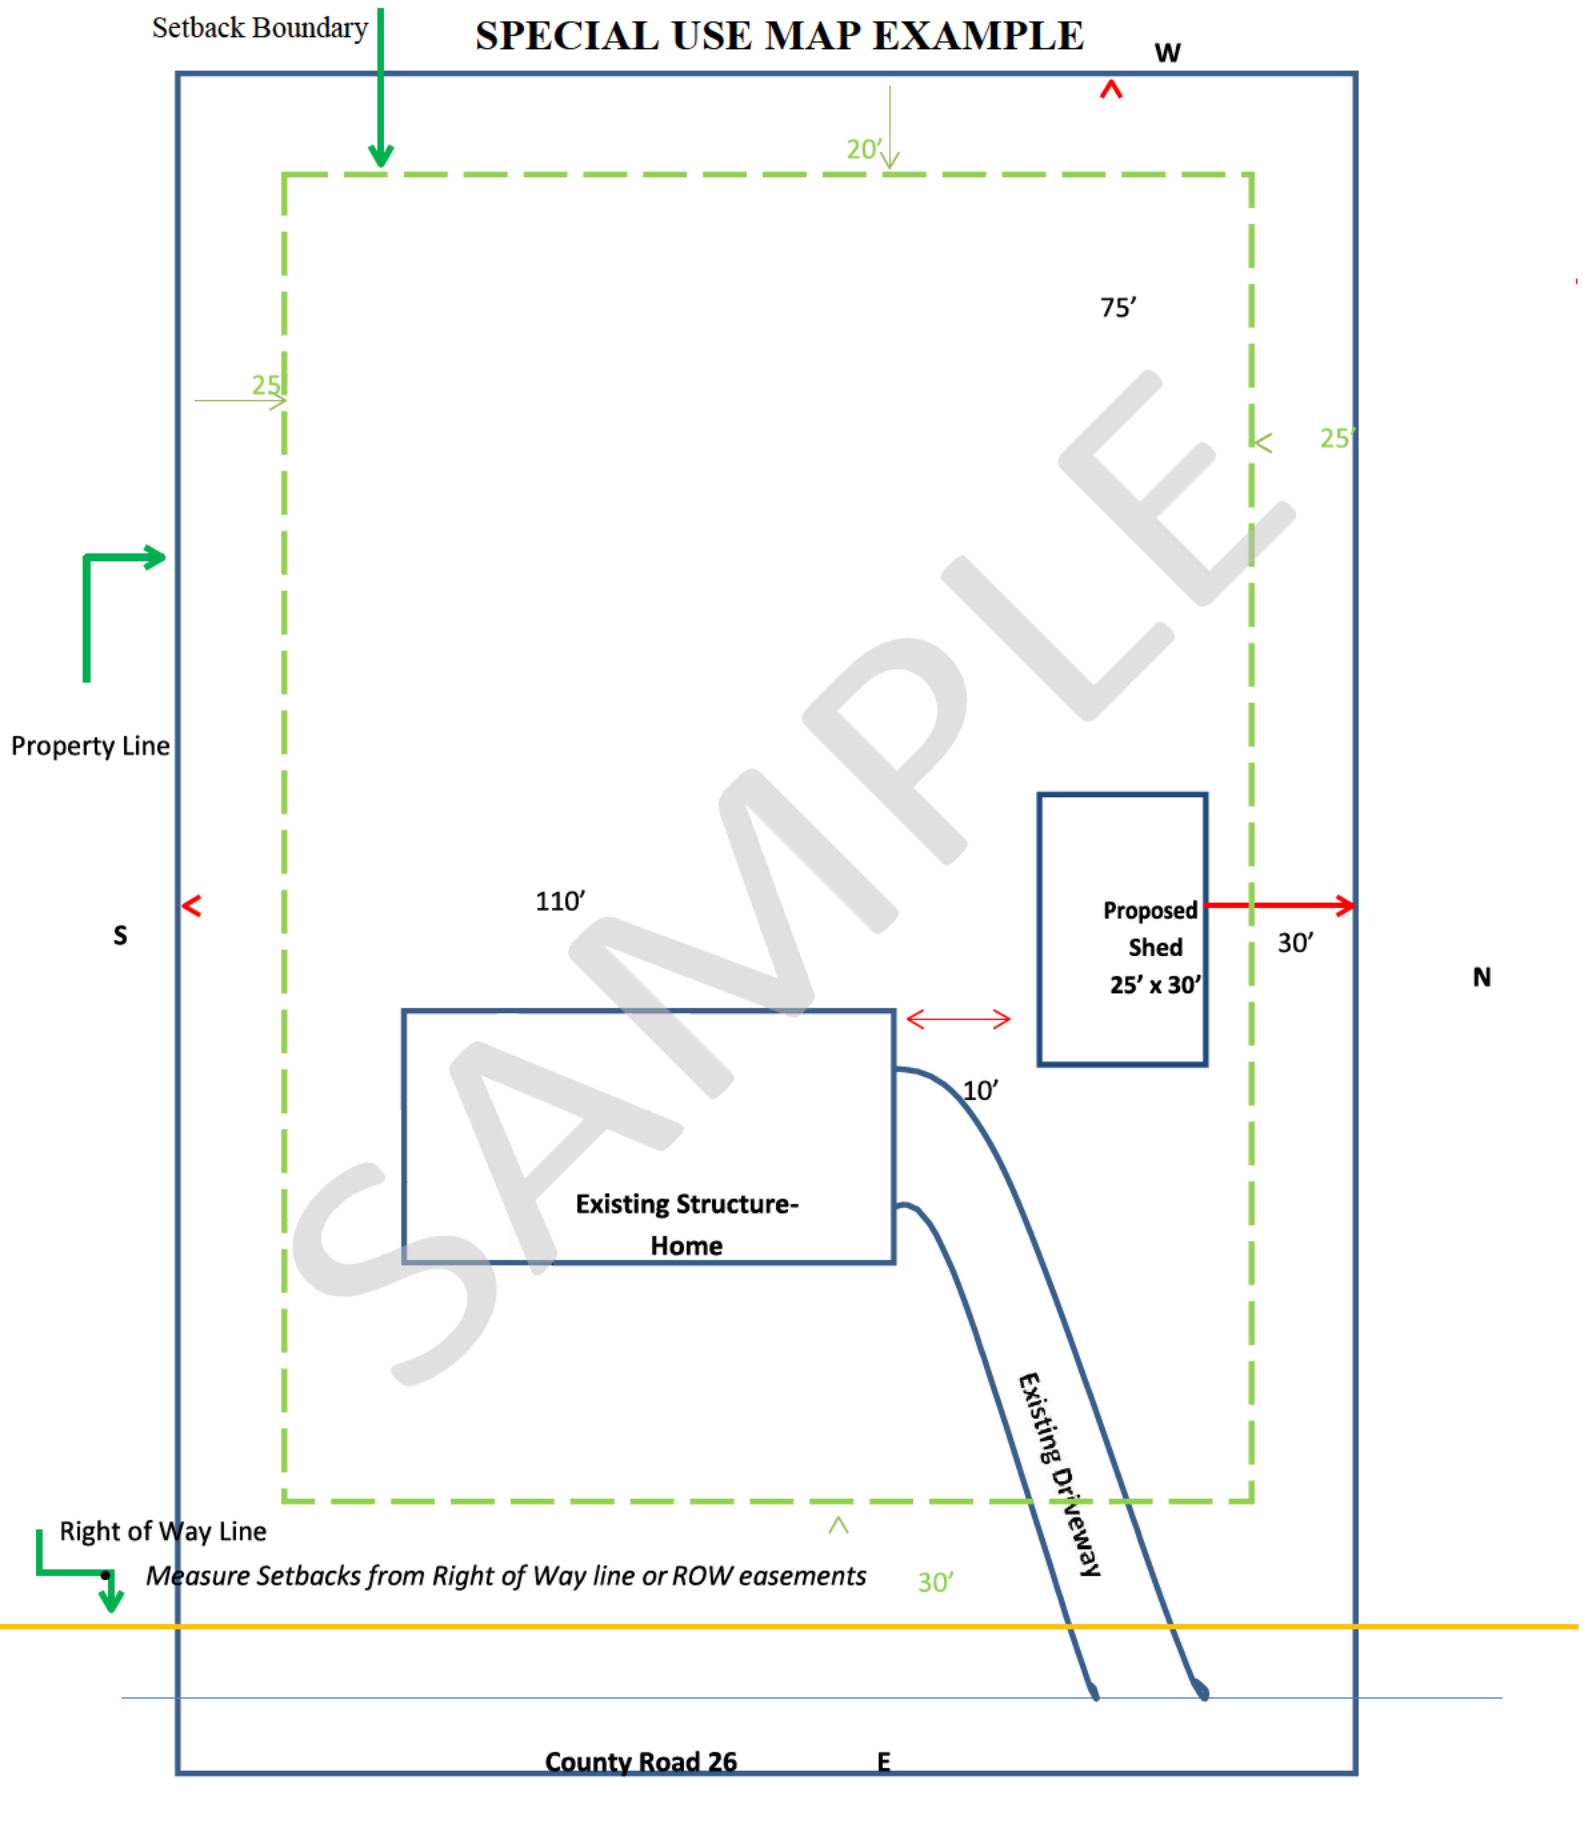 Setback Boundary
SPECIAL USE MAP EXAMPLE
W
20’
75’
25’
25’
Property Line
110’
Proposed
Shed
25’ x 30’
30’
S
N
10’
Existing Structure-
Home
Existing Driveway
Right of Way Line
Measure Setbacks from Right of Way line or ROW easements
30’
County Road 26
E
SAMPLE